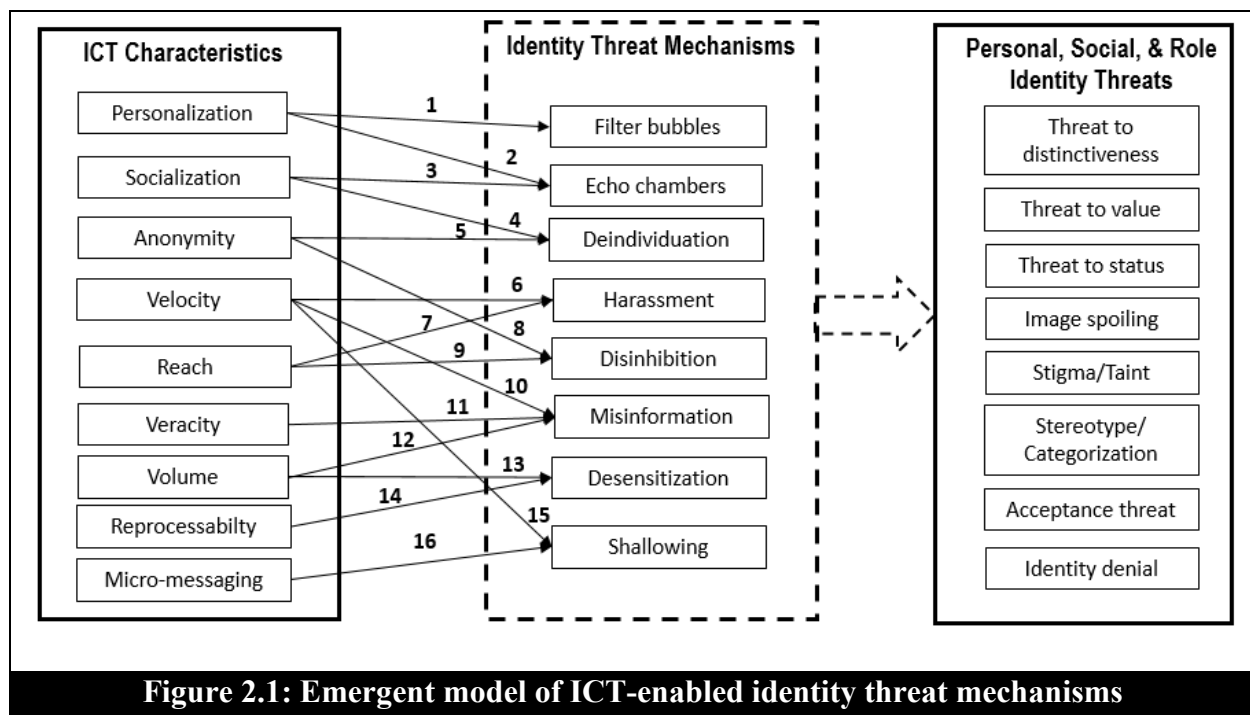 ICT Characteristics
Personalization
Socialization
Anonymity
Velocity
Reach
Veracity
Volume
Reprocessabilty
Micro-messaging
1
2
3
4
5
6
7
8
9
10
11
12
13
14
15
16
Identity Threat Mechanisms
Filter bubbles
Echo chambers
Deindividuation
Harassment
Disinhibition
Misinformation
Desensitization
Shallowing
Personal, Social, & Role
Identity Threats
Threat to
distinctiveness
Threat to value
Threat to status
Image spoiling
Stigma/Taint
Stereotype/
Categorization
Acceptance threat
Identity denial
Figure 2.1: Emergent model of ICT-enabled identity threat mechanisms